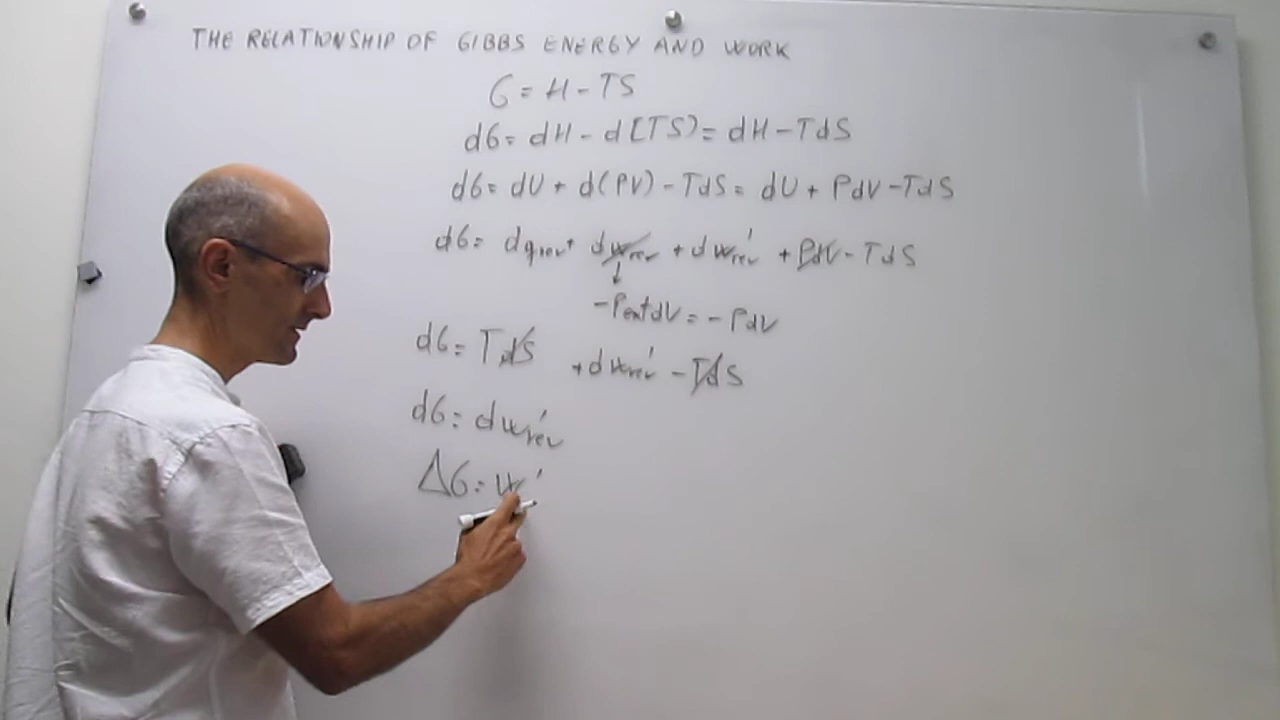 THE RELATIONSHIP OF GIBBS ENERGY AND WORK
G = H - TS
dG = dH - d(TS) = dH - TdS
dG = dU + d(PV) - TdS = dU + PdV - TdS
dG = dq_rev + dw_rev + dw'_rev + PdV - TdS
↓
-P_ext dV = -PdV
dG = TdS + dw'_rev - TdS
dG = dw'_rev
ΔG = w'